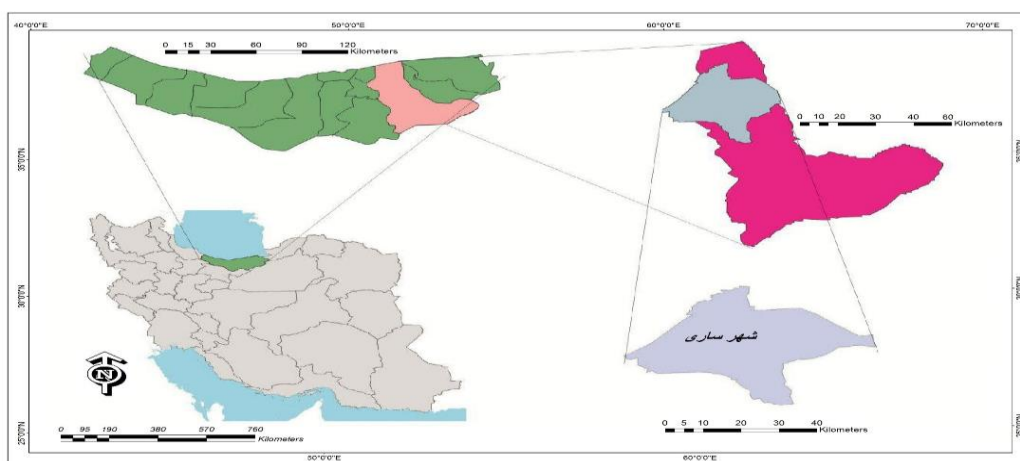 40°0'0"E 50°0'0"E 60°0'0"E 70°0'0"E
0 15 30 60 90 120
Kilometers
0 10 20 30 40 60
Kilometers
35°0'0"N
30°0'0"N
25°0'0"N
شهر ساری
N
0 95 190 380 570 760
Kilometers
0 5 10 20 30 40
Kilometers
50°0'0"E 60°0'0"E